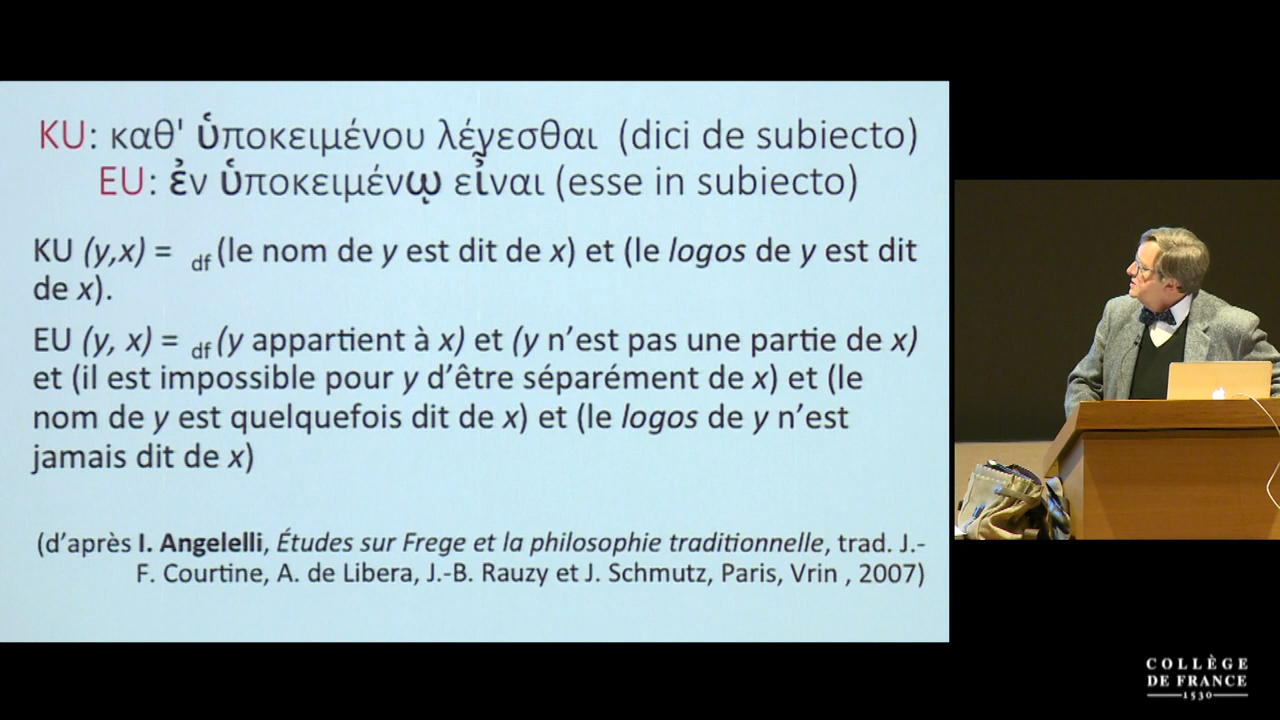 KU: καθ' ὑποκειμένου λέγεσθαι (dici de subiecto)
EU: ἐν ὑποκειμένῳ εἶναι (esse in subiecto)
KU (y,x) = df (le nom de y est dit de x) et (le logos de y est dit
de x).
EU (y, x) = df (y appartient à x) et (y n’est pas une partie de x)
et (il est impossible pour y d’être séparément de x) et (le
nom de y est quelquefois dit de x) et (le logos de y n’est
jamais dit de x)
(d’après I. Angelelli, Études sur Frege et la philosophie traditionnelle, trad. J.-
F. Courtine, A. de Libera, J.-B. Rauzy et J. Schmutz, Paris, Vrin , 2007)
COLLÈGE
DE FRANCE
1530